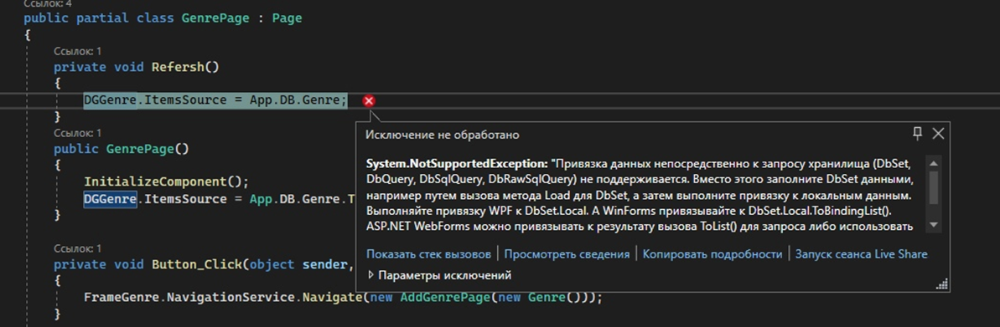 Ссылок: 4
public partial class GenrePage : Page
{
Ссылок: 1
private void Refersh()
{
DGGenre.ItemsSource = App.DB.Genre;
}
Ссылок: 1
public GenrePage()
{
InitializeComponent();
DGGenre.ItemsSource = App.DB.Genre.T
}
Ссылок: 1
private void Button_Click(object sender,
{
FrameGenre.NavigationService.Navigate(new AddGenrePage(new Genre()));
}
Исключение не обработано
System.NotSupportedException: "Привязка данных непосредственно к запросу хранилища (DbSet,
DbQuery, DbSqlQuery, DbRawSqlQuery) не поддерживается. Вместо этого заполните DbSet данными,
например путем вызова метода Load для DbSet, а затем выполните привязку к локальным данным.
Выполняйте привязку WPF к DbSet.Local. А WinForms привязывайте к DbSet.Local.ToBindingList().
ASP.NET WebForms можно привязывать к результату вызова ToList() для запроса либо использовать
Показать стек вызовов | Просмотреть сведения | Копировать подробности | Запуск сеанса Live Share
Параметры исключений